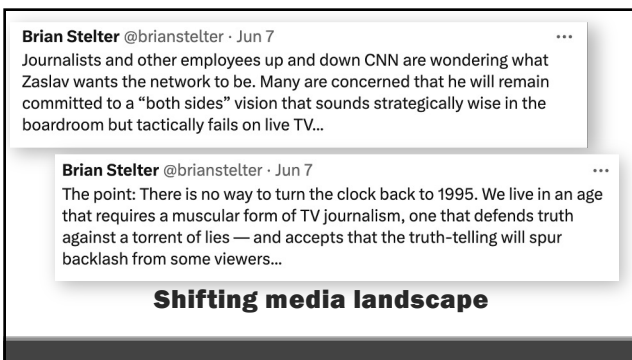 Brian Stelter @brianstelter · Jun 7 ...
Journalists and other employees up and down CNN are wondering what
Zaslav wants the network to be. Many are concerned that he will remain
committed to a “both sides” vision that sounds strategically wise in the
boardroom but tactically fails on live TV...
Brian Stelter @brianstelter · Jun 7 ...
The point: There is no way to turn the clock back to 1995. We live in an age
that requires a muscular form of TV journalism, one that defends truth
against a torrent of lies — and accepts that the truth-telling will spur
backlash from some viewers...
Shifting media landscape